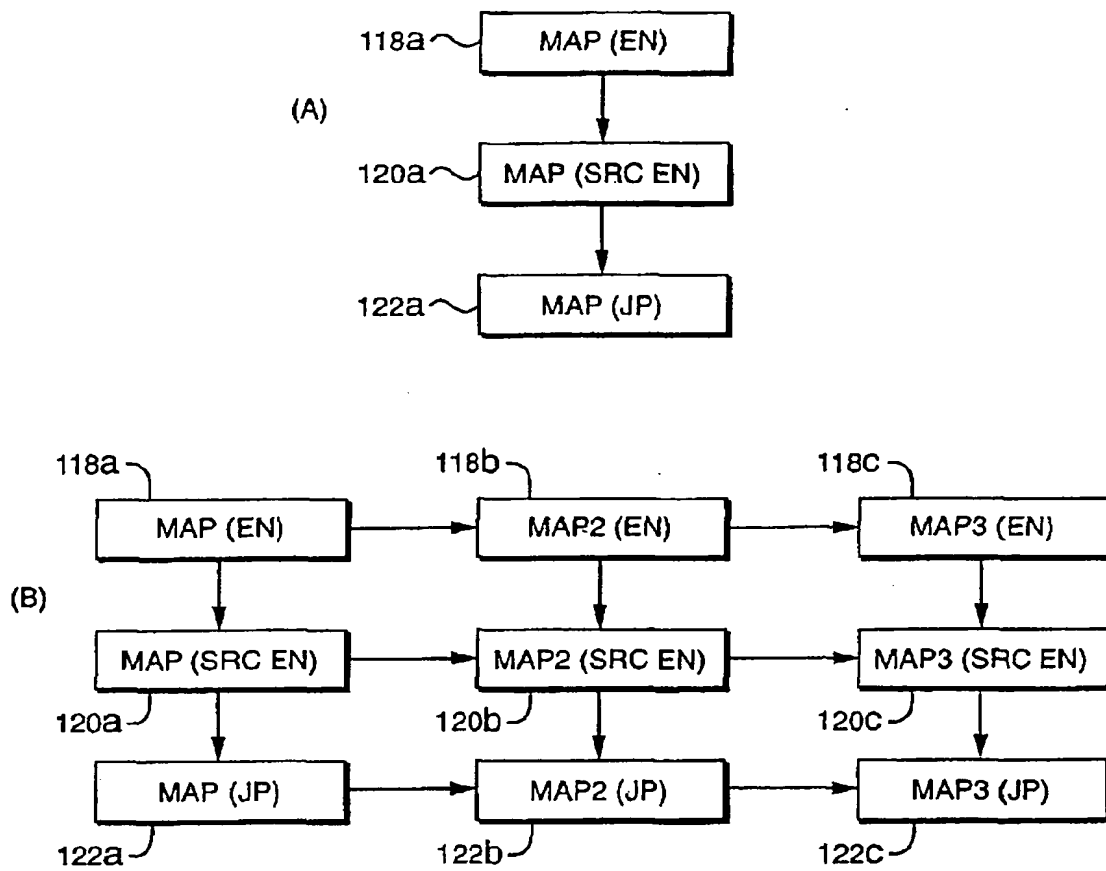 118a
MAP (EN)
(A)
120a
MAP (SRC EN)
122a
MAP (JP)
118a
118b
118c
MAP (EN)
MAP2 (EN)
MAP3 (EN)
(B)
MAP (SRC EN)
MAP2 (SRC EN)
MAP3 (SRC EN)
120a
120b
120c
MAP (JP)
MAP2 (JP)
MAP3 (JP)
122a
122b
122c